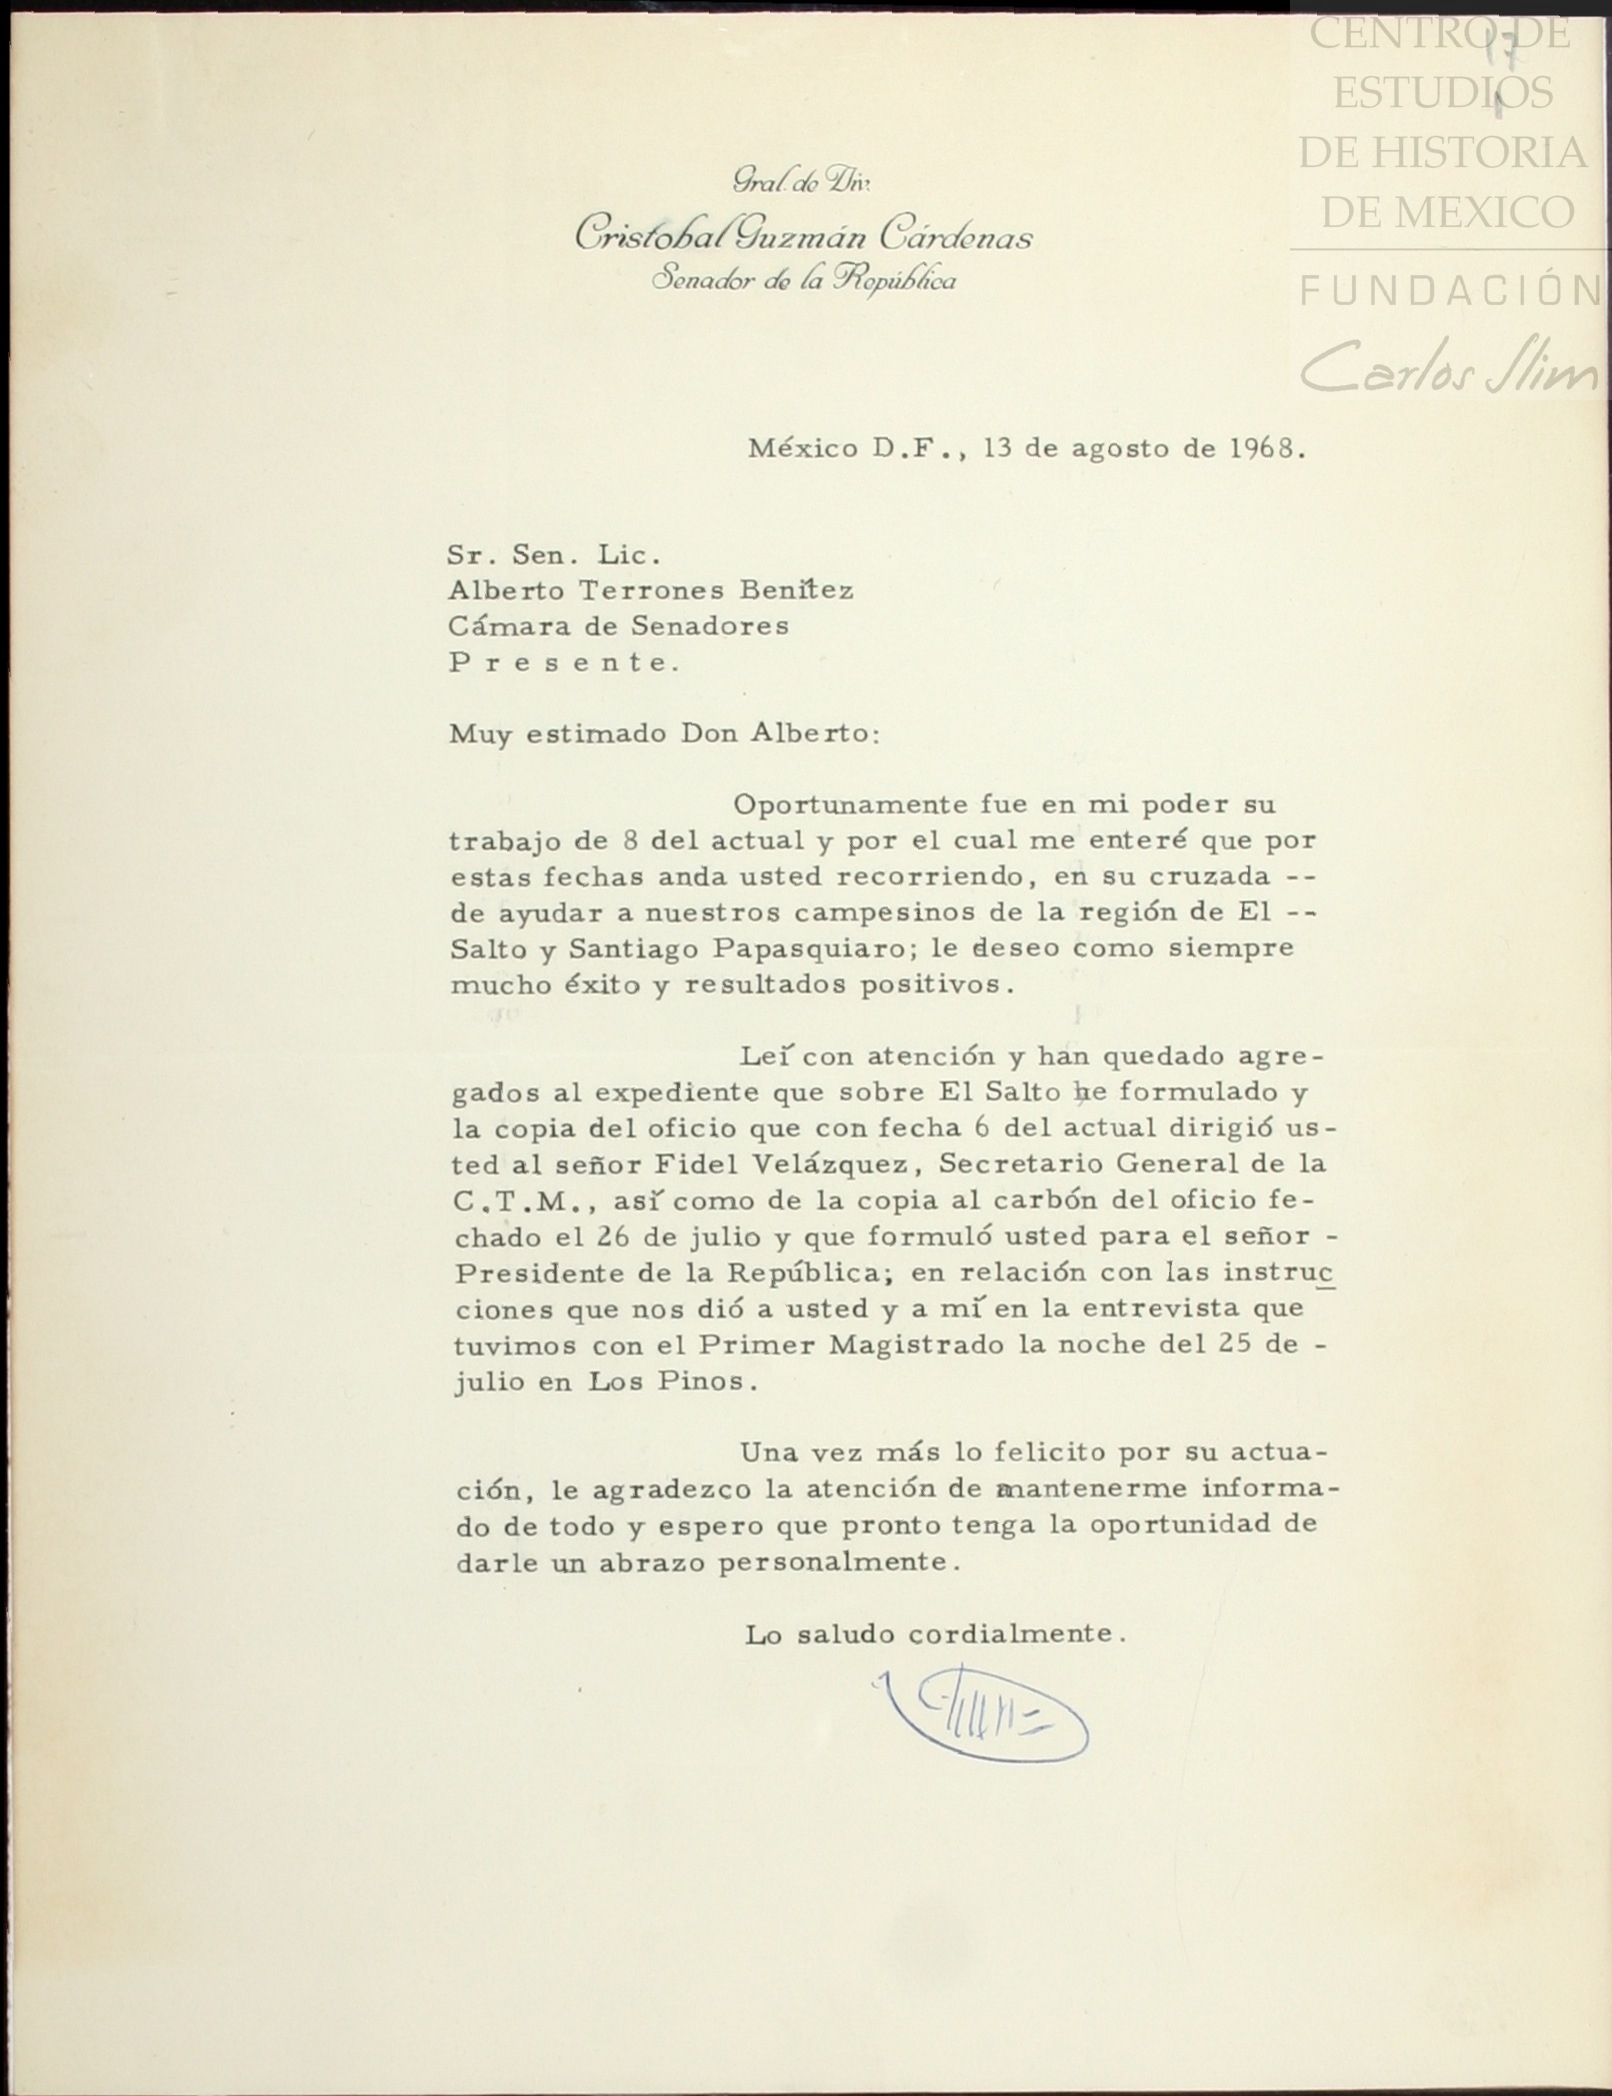 CENTRO DE
ESTUDIOS
DE HISTORIA
DE MEXICO
FUNDACIÓN
Carlos Slim
17
1
Gral. de Div.
Cristobal Guzmán Cárdenas
Senador de la República
México D.F., 13 de agosto de 1968.
Sr. Sen. Lic.
Alberto Terrones Benítez
Cámara de Senadores
P r e s e n t e.
Muy estimado Don Alberto:
Oportunamente fue en mi poder su
trabajo de 8 del actual y por el cual me enteré que por
estas fechas anda usted recorriendo, en su cruzada --
de ayudar a nuestros campesinos de la región de El --
Salto y Santiago Papasquiaro; le deseo como siempre
mucho éxito y resultados positivos.
Leí con atención y han quedado agre-
gados al expediente que sobre El Salto he formulado y
la copia del oficio que con fecha 6 del actual dirigió us-
ted al señor Fidel Velázquez, Secretario General de la
C.T.M., así como de la copia al carbón del oficio fe-
chado el 26 de julio y que formuló usted para el señor -
Presidente de la República; en relación con las instruc
ciones que nos dió a usted y a mí en la entrevista que
tuvimos con el Primer Magistrado la noche del 25 de -
julio en Los Pinos.
Una vez más lo felicito por su actua-
ción, le agradezco la atención de mantenerme informa-
do de todo y espero que pronto tenga la oportunidad de
darle un abrazo personalmente.
Lo saludo cordialmente.